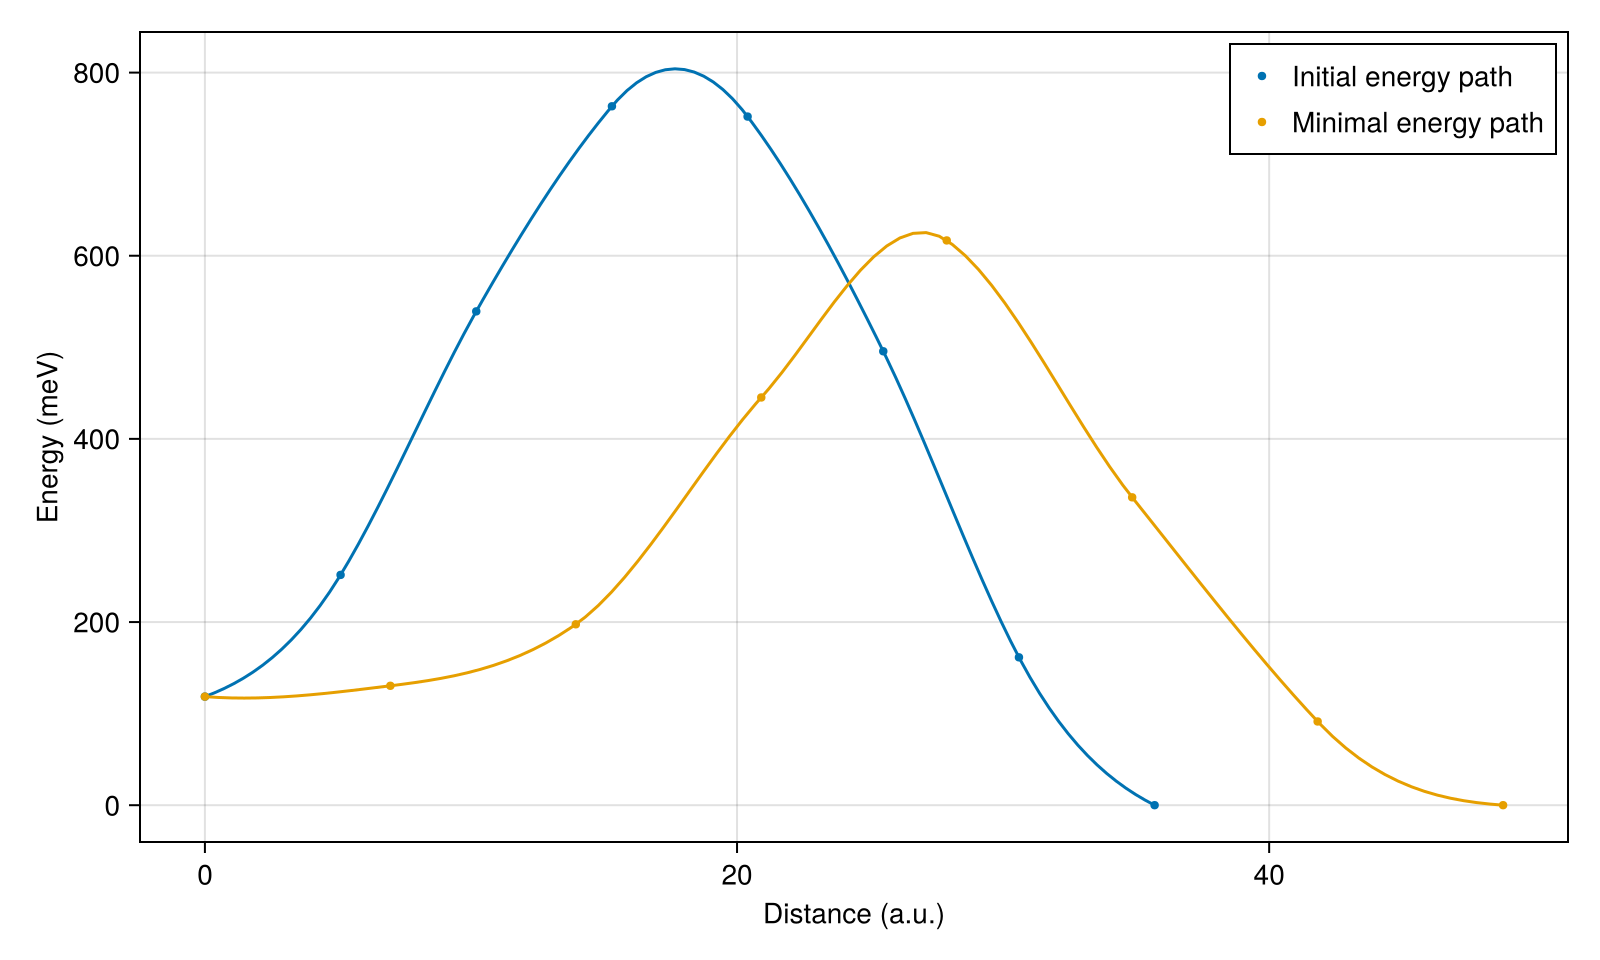 800
600
400
200
0
Energy (meV)
0
20
40
Distance (a.u.)
Initial energy path
Minimal energy path